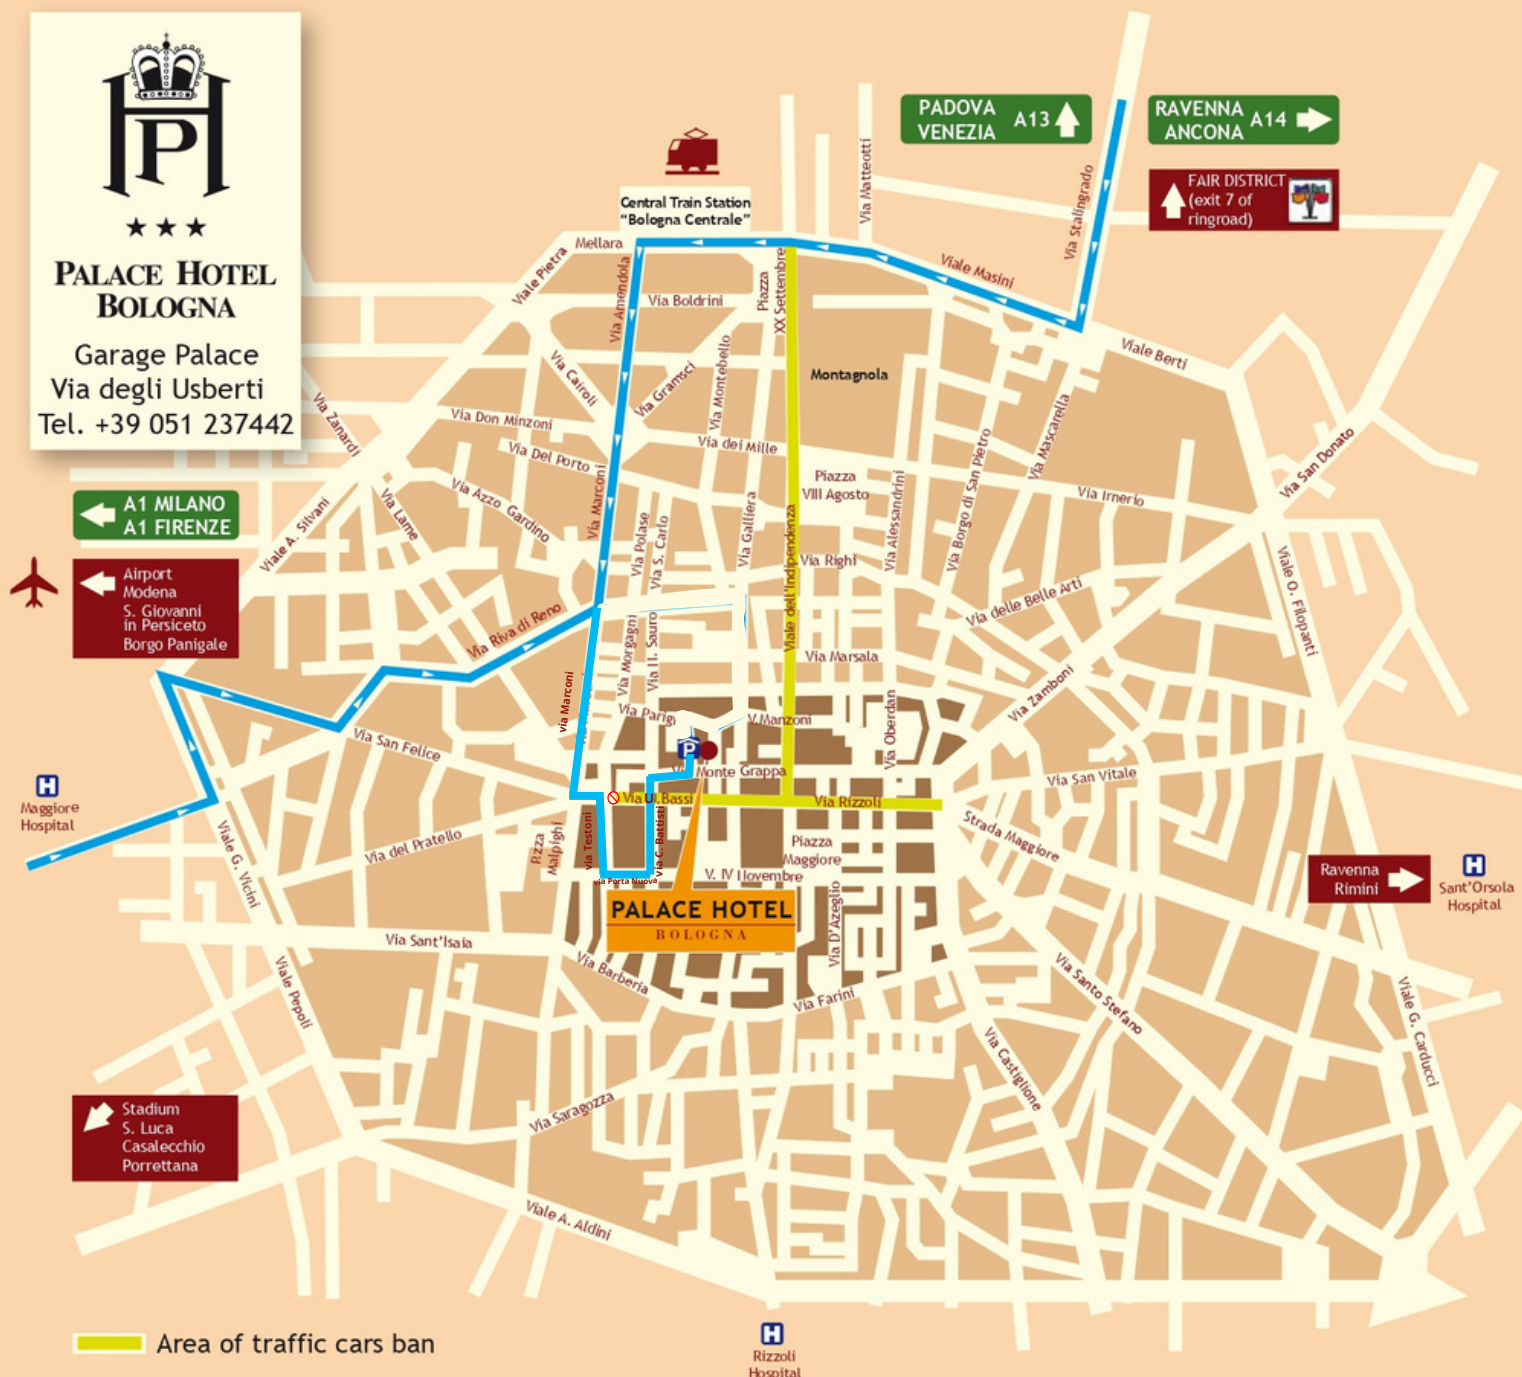 HP
PALACE HOTEL
BOLOGNA
Garage Palace
Via degli Usberti
Tel. +39 051 237442
Central Train Station
“Bologna Centrale”
PADOVA
VENEZIA
A13
RAVENNA
ANCONA
A14
FAIR DISTRICT
(exit 7 of
ringroad)
Via Matteotti
Via Stalingrado
Mellara
Viale Pietra
Via Amendola
Via Boldrini
Piazza
XX Settembre
Viale Masini
Viale Berti
Via Cairoli
Via Gramsci
Via Montebello
Montagnola
Via Zanardi
Via Don Minzoni
Via Del Porto
Via dei Mille
Via Mascarella
Via San Donato
A1 MILANO
A1 FIRENZE
Viale A. Silvani
Via Lame
Via Azzo Gardino
Via Marconi
Via Polase
Via S. Carlo
Via Galliera
Piazza
VIII Agosto
Via Alessandrini
Via Borgo di San Pietro
Via Irnerio
Airport
Modena
S. Giovanni
in Persiceto
Borgo Panigale
Viale dell'Indipendenza
Via Righi
Via delle Belle Arti
Viale O. Filopanti
Via Riva di Reno
Via Morgagni
Via N. Sauro
Via Marsala
via Marconi
Via Parigi
V.Manzoni
Via Oberdan
Via Zamboni
P
Via San Felice
Monte Grappa
Via San Vitale
H
Maggiore
Hospital
Via U.Bassi
Via Rizzoli
via Testoni
Via C. Battisti
Strada Maggiore
Viale G. Vicini
Via del Pratello
P.zza
Malpighi
Piazza
Maggiore
via Porta Nuova
V. IV Novembre
Ravenna
Rimini
H
Sant'Orsola
Hospital
PALACE HOTEL
BOLOGNA
Via D'Azeglio
Via Sant'Isaia
Viale Pepoli
Via Barberia
Via Farini
Via Santo Stefano
Viale G. Carducci
Via Castiglione
Stadium
S. Luca
Casalecchio
Porrettana
Via Saragozza
Viale A. Aldini
Area of traffic cars ban
H
Rizzoli
Hospital